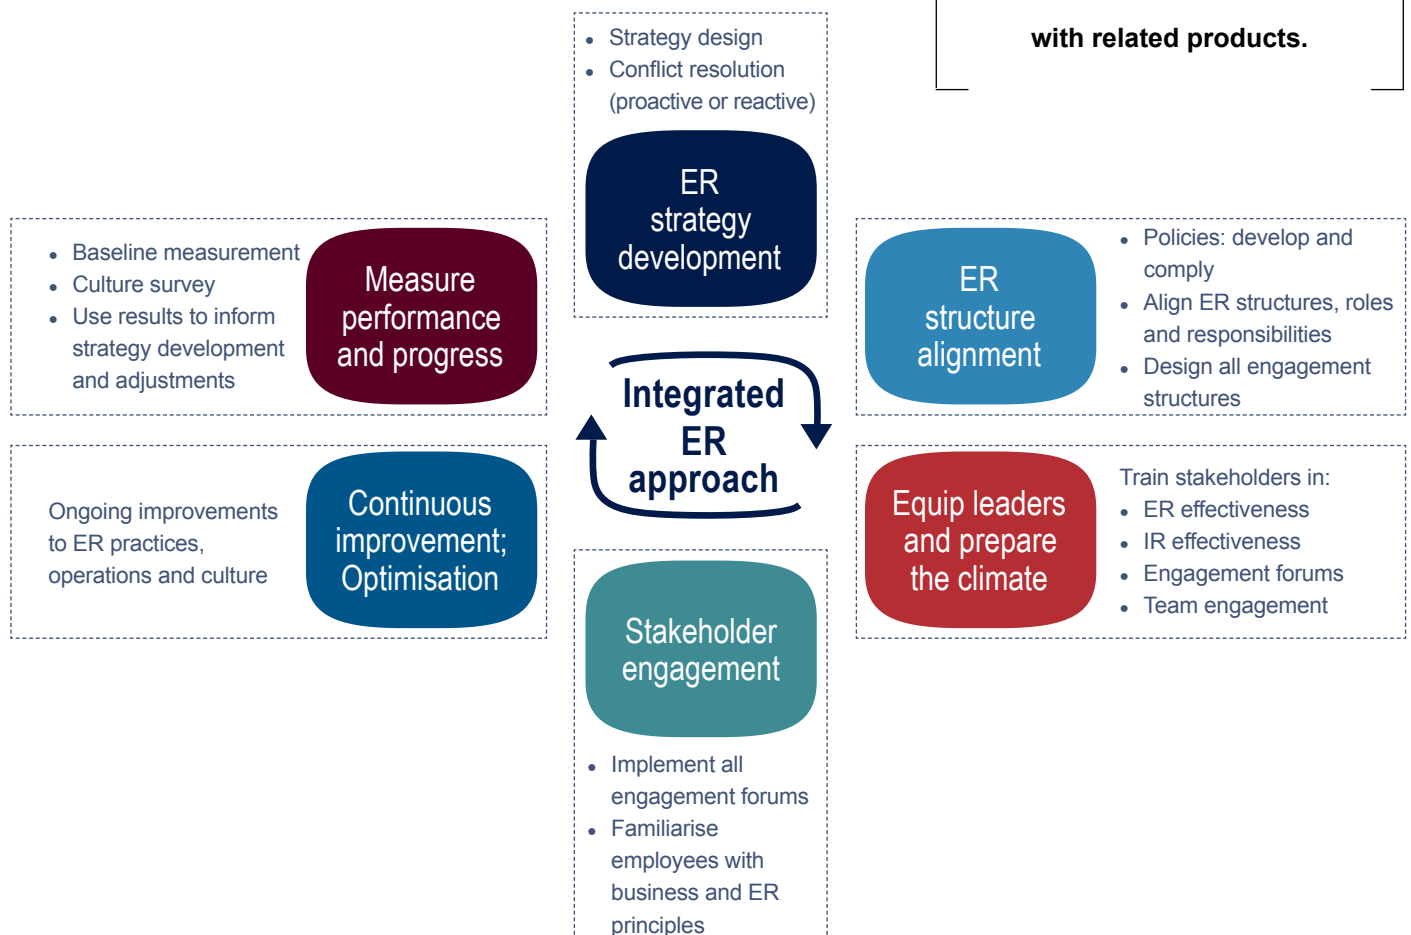 with related products.
• Strategy design
• Conflict resolution
(proactive or reactive)
ER
strategy
development
• Baseline measurement
• Culture survey
• Use results to inform
strategy development
and adjustments
Measure
performance
and progress
ER
structure
alignment
• Policies: develop and
comply
• Align ER structures, roles
and responsibilities
• Design all engagement
structures
Integrated
ER
approach
Ongoing improvements
to ER practices,
operations and culture
Continuous
improvement;
Optimisation
Equip leaders
and prepare
the climate
Train stakeholders in:
• ER effectiveness
• IR effectiveness
• Engagement forums
• Team engagement
Stakeholder
engagement
• Implement all
engagement forums
• Familiarise
employees with
business and ER
principles